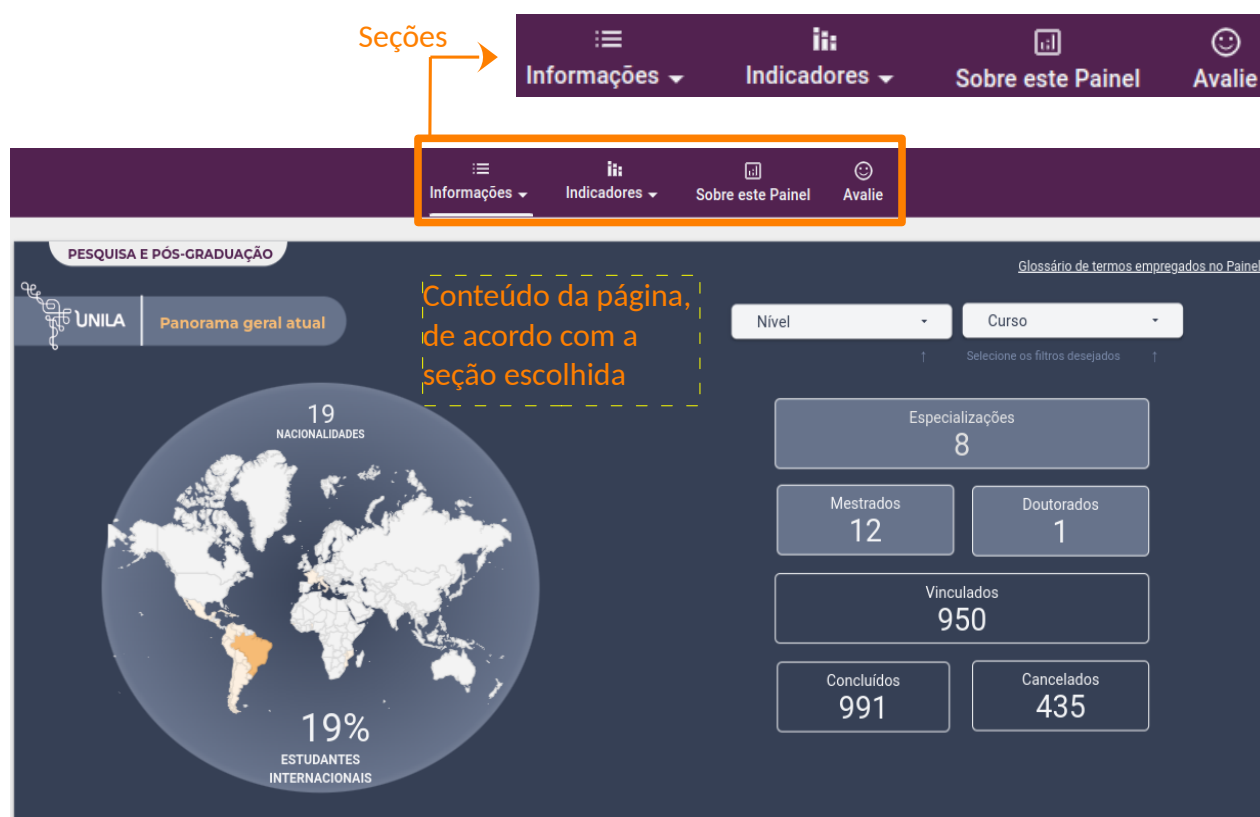 Seções
Informações
Indicadores
Sobre este Painel
Avalie
Informações
Indicadores
Sobre este Painel
Avalie
PESQUISA E PÓS-GRADUAÇÃO
Glossário de termos empregados no Painel
UNILA
Panorama geral atual
Conteúdo da página,
de acordo com a
seção escolhida
Nível
Curso
↑ Selecione os filtros desejados ↑
19
NACIONALIDADES
19%
ESTUDANTES
INTERNACIONAIS
Especializações
8
Mestrados
12
Doutorados
1
Vinculados
950
Concluídos
991
Cancelados
435